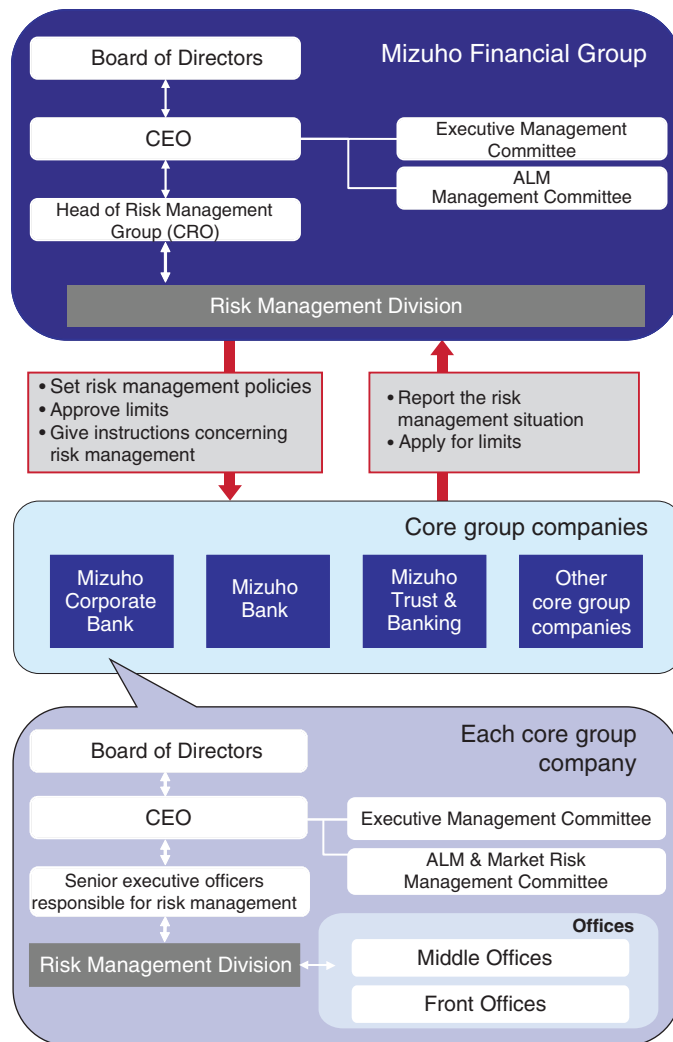 Mizuho Financial Group
Board of Directors
CEO
Executive Management
Committee
ALM
Management Committee
Head of Risk Management
Group (CRO)
Risk Management Division
• Set risk management policies
• Approve limits
• Give instructions concerning
risk management
• Report the risk
management situation
• Apply for limits
Core group companies
Mizuho
Corporate
Bank
Mizuho
Bank
Mizuho
Trust &
Banking
Other
core group
companies
Each core group
company
Board of Directors
CEO
Executive Management Committee
ALM & Market Risk
Management Committee
Senior executive officers
responsible for risk management
Risk Management Division
Offices
Middle Offices
Front Offices